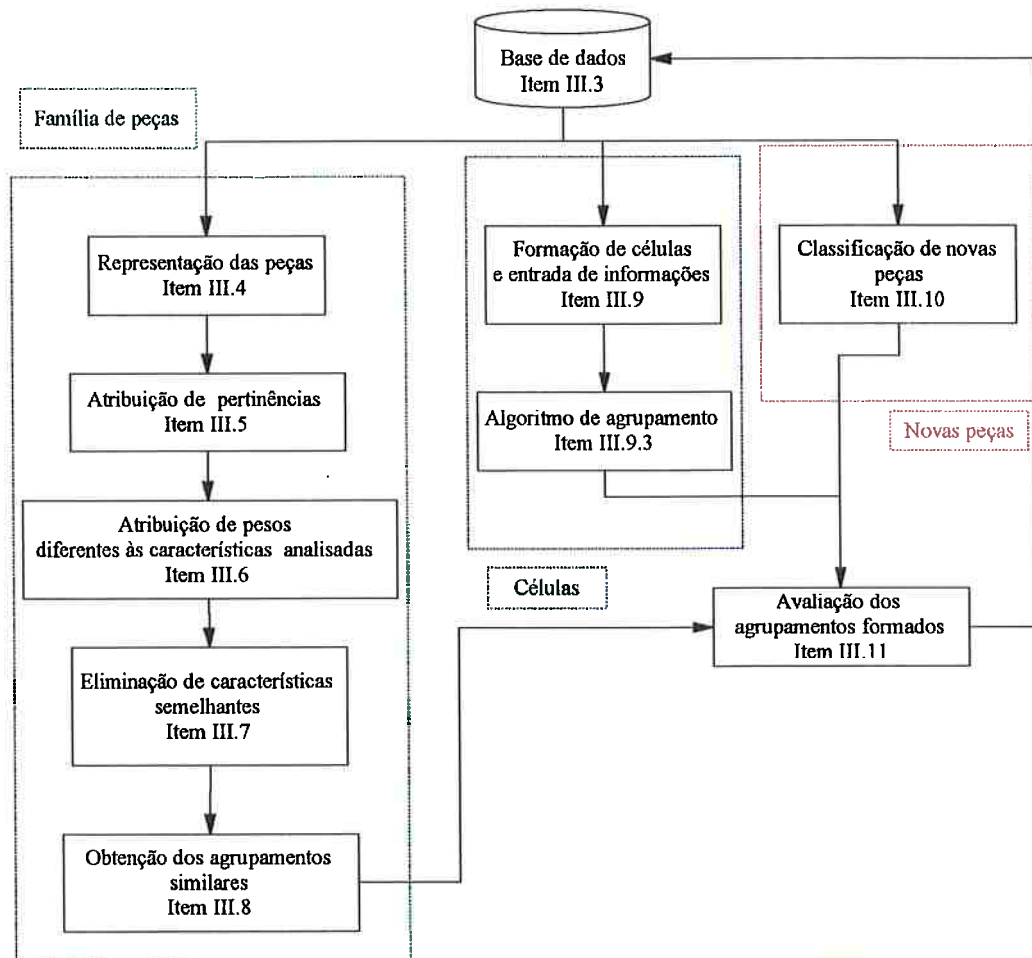 Base de dados
Item III.3
Família de peças
Representação das peças
Item III.4
Atribuição de pertinências
Item III.5
Atribuição de pesos
diferentes às características analisadas
Item III.6
Eliminação de características
semelhantes
Item III.7
Obtenção dos agrupamentos
similares
Item III.8
Formação de células
e entrada de informações
Item III.9
Algoritmo de agrupamento
Item III.9.3
Células
Classificação de novas
peças
Item III.10
Novas peças
Avaliação dos
agrupamentos formados
Item III.11